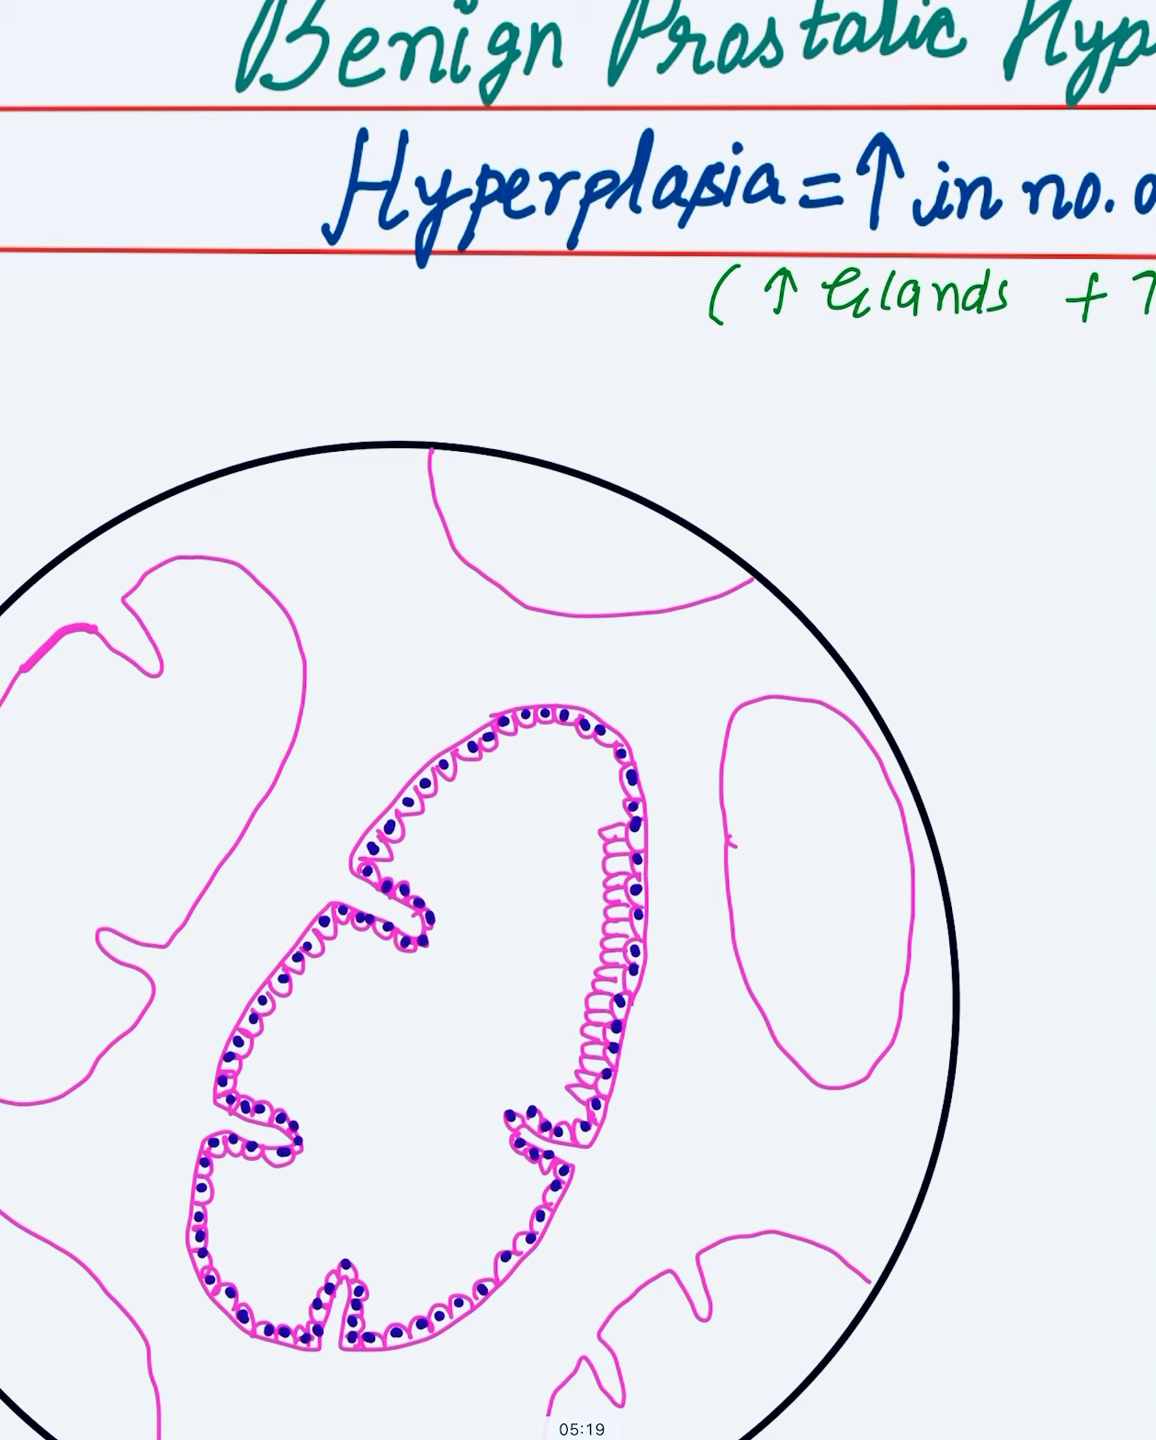 Benign Prostatic Hyp
Hyperplasia = ↑ in no. o
( ↑ Glands +
05:19